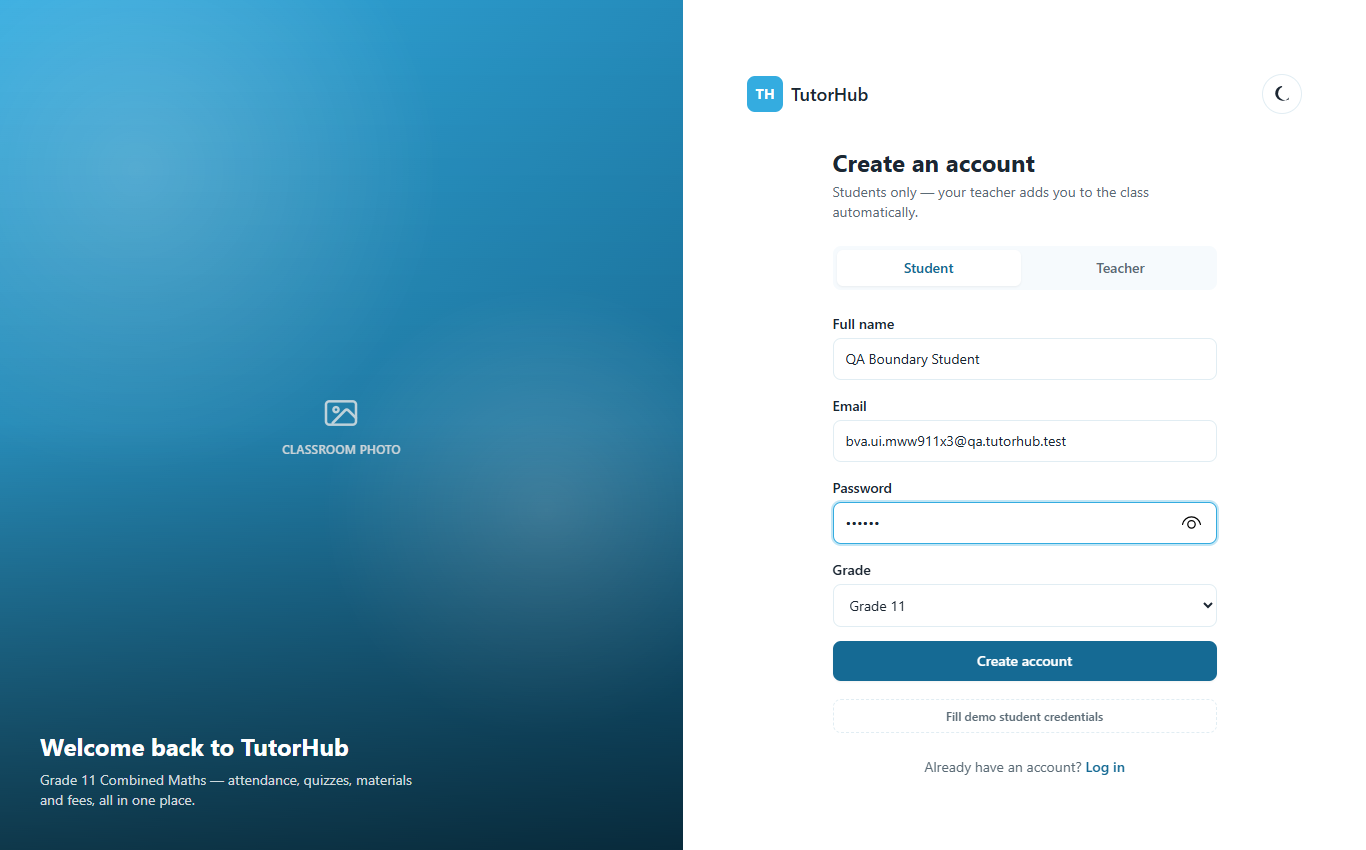 CLASSROOM PHOTO
Welcome back to TutorHub
Grade 11 Combined Maths — attendance, quizzes, materials
and fees, all in one place.
TH TutorHub
Create an account
Students only — your teacher adds you to the class
automatically.
Student Teacher
Full name
QA Boundary Student
Email
bva.ui.mww911x3@qa.tutorhub.test
Password
••••••
Grade
Grade 11
Create account
Fill demo student credentials
Already have an account? Log in